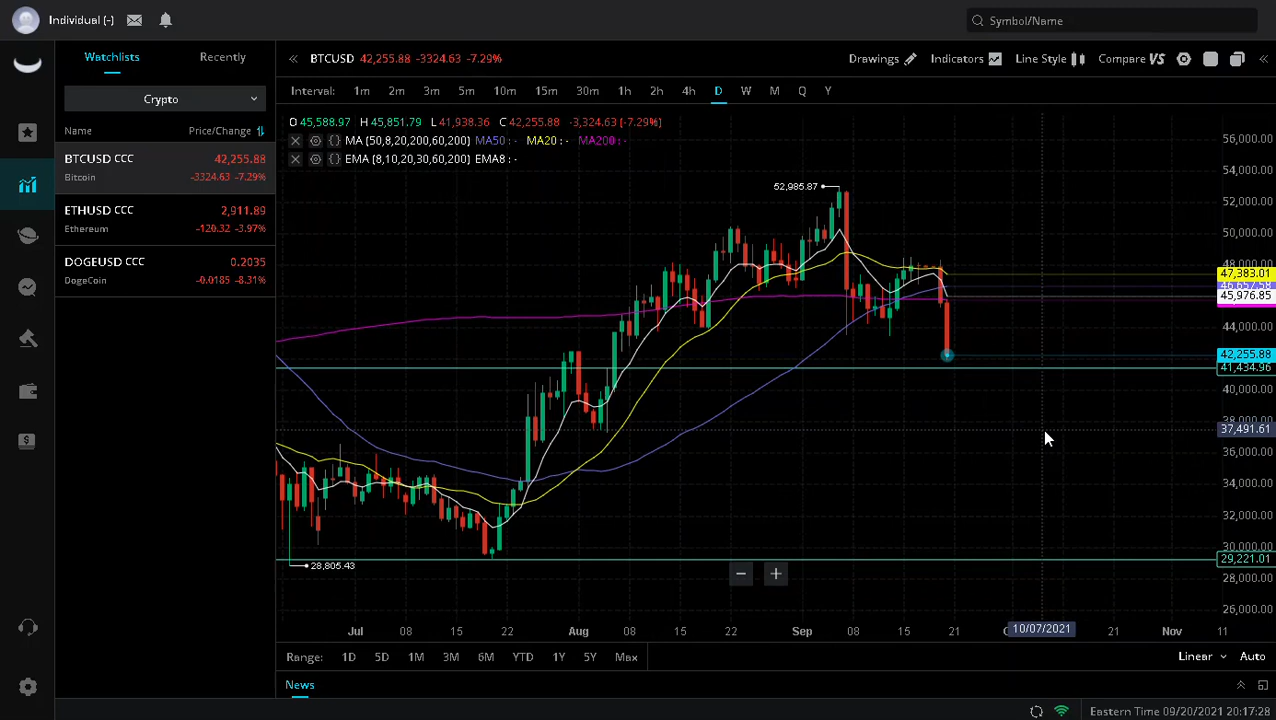 Individual (-)
Symbol/Name
Watchlists Recently
Crypto
Name Price/Change
BTCUSD CCC 42,255.88
Bitcoin -3324.63 -7.29%
ETHUSD CCC 2,911.89
Ethereum -120.32 -3.97%
DOGEUSD CCC 0.2035
DogeCoin -0.0185 -8.31%
BTCUSD 42,255.88 -3324.63 -7.29%
Drawings Indicators Line Style Compare VS
Interval: 1m 2m 3m 5m 10m 15m 30m 1h 2h 4h D W M Q Y
O 45,588.97 H 45,851.79 L 41,938.36 C 42,255.88 -3,324.63 [-7.29%]
MA (50,8,20,200,60,200) MA50 : - MA20 : - MA200 : -
EMA (8,10,20,30,60,200) EMA8 : -
52,985.87
28,805.43
56,000.00
54,000.00
52,000.00
50,000.00
48,000.00
47,383.01
45,976.85
44,000.00
42,255.88
41,434.96
40,000.00
38,000.00
37,491.61
36,000.00
34,000.00
32,000.00
30,000.00
29,221.01
28,000.00
26,000.00
Jul 08 15 22 Aug 08 15 22 Sep 08 15 21 10/07/2021 21 Nov 11
Range: 1D 5D 1M 3M 6M YTD 1Y 5Y Max
Linear Auto
News
Eastern Time 09/20/2021 20:17:28